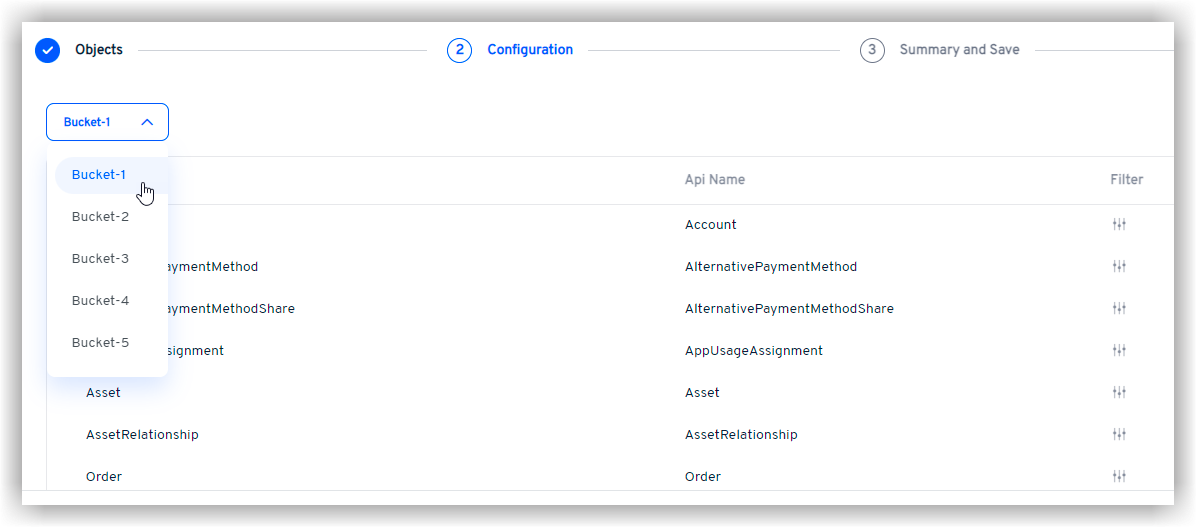 Objects 2 Configuration 3 Summary and Save
Bucket-1
Bucket-1 Api Name Filter
Bucket-2 Account
Bucket-3 aymentMethod AlternativePaymentMethod
Bucket-4 aymentMethodShare AlternativePaymentMethodShare
Bucket-5 signment AppUsageAssignment
Asset Asset
AssetRelationship AssetRelationship
Order Order